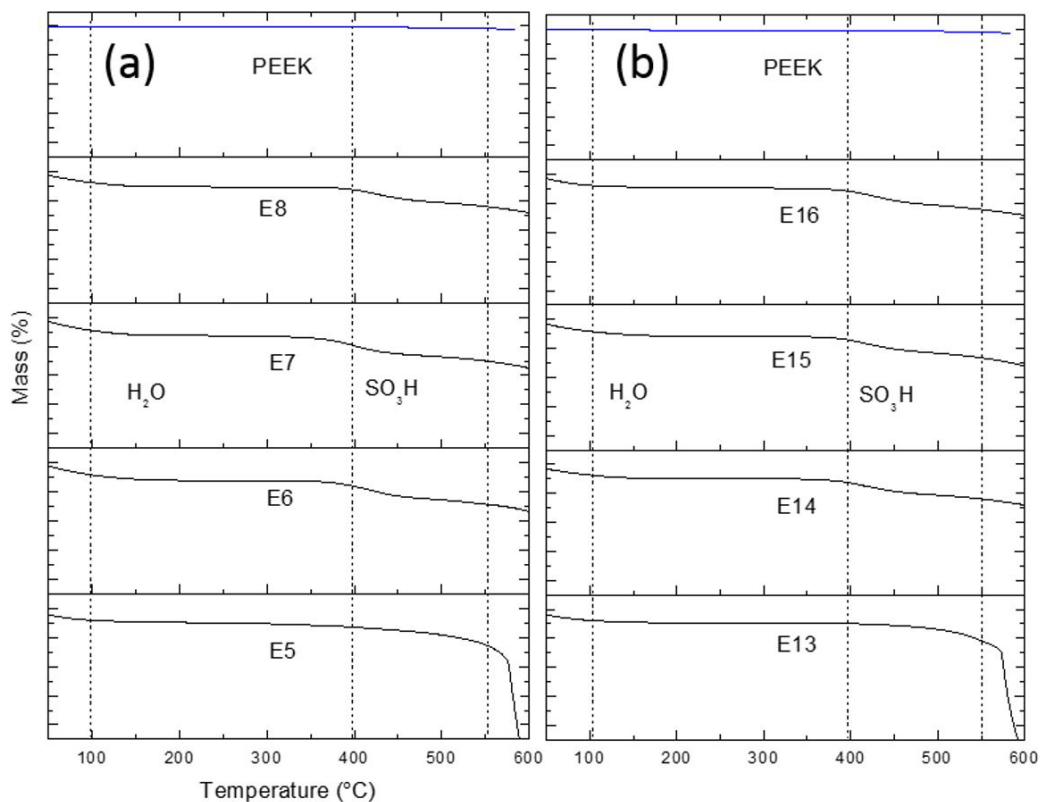 (a)
PEEK
E8
E7
H₂O
SO₃H
E6
E5
Mass (%)
100 200 300 400 500 600
Temperature (°C)
(b)
PEEK
E16
E15
H₂O
SO₃H
E14
E13
100 200 300 400 500 600